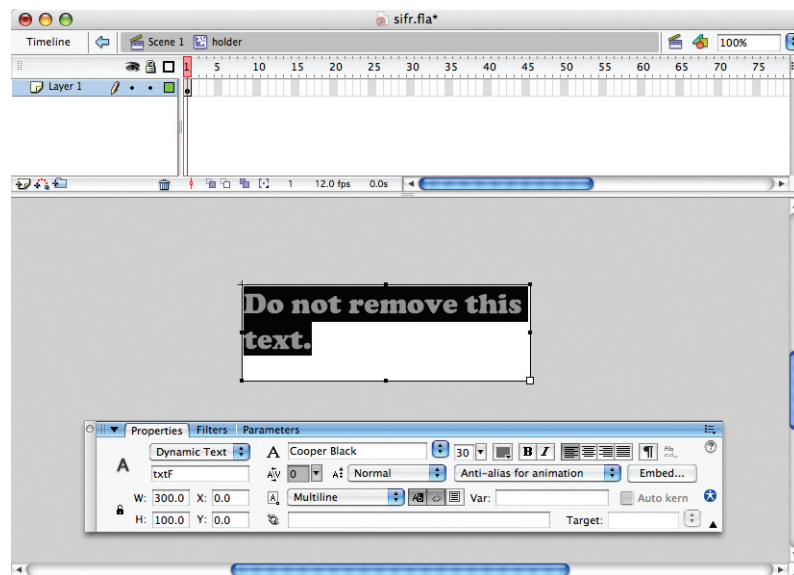 sifr.fla*
Timeline Scene 1 holder 100%
1 5 10 15 20 25 30 35 40 45 50 55 60 65 70 75
Layer 1
1 12.0 fps 0.0s
Do not remove this
text.
Properties Filters Parameters
Dynamic Text A Cooper Black 30 B I
A txtF A/V 0 Normal Anti-alias for animation Embed...
W: 300.0 X: 0.0 Multiline Var: Auto kern
H: 100.0 Y: 0.0 Target: